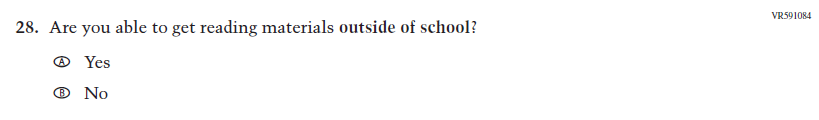 VR591084
28. Are you able to get reading materials outside of school?
A Yes
B No